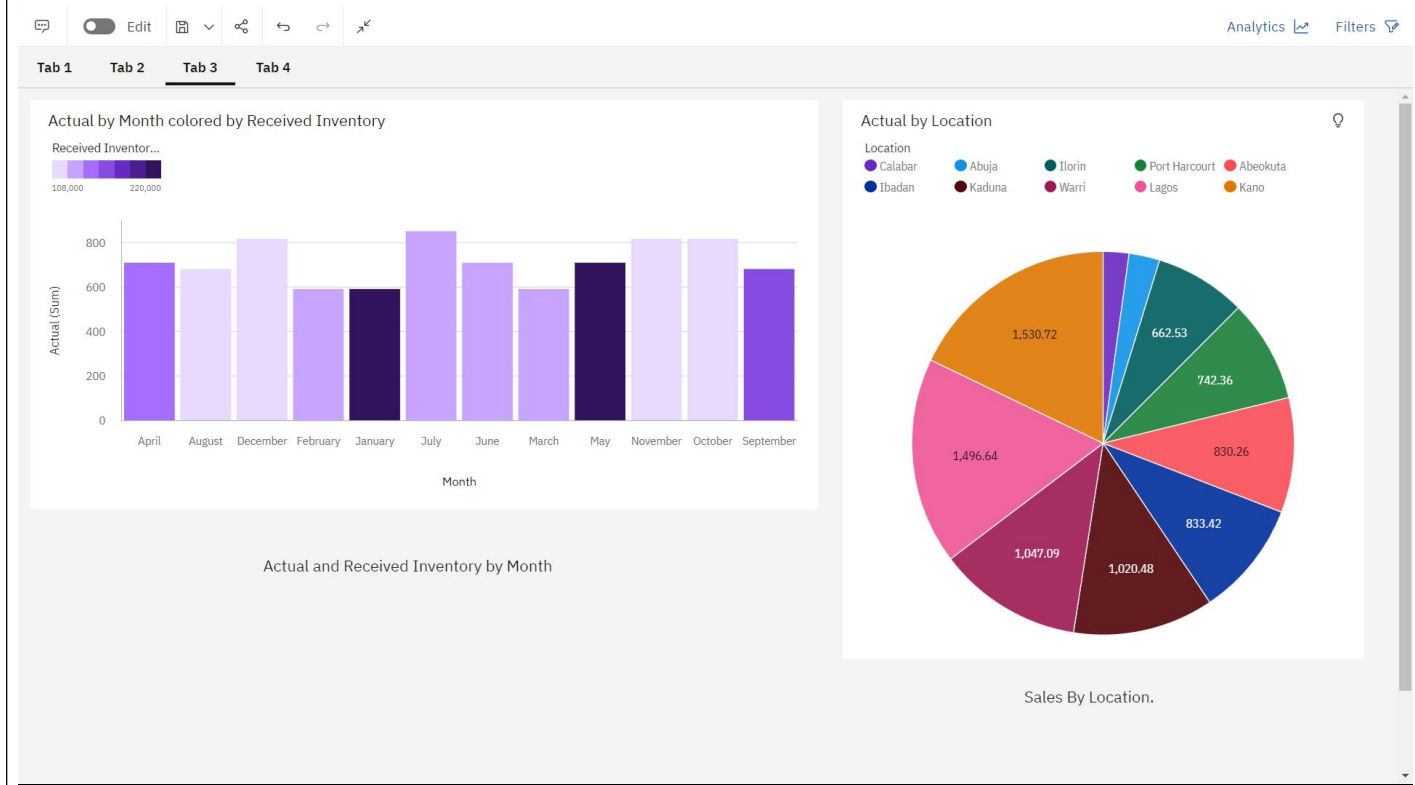 Edit
Analytics
Filters
Tab 1 Tab 2 Tab 3 Tab 4
Actual by Month colored by Received Inventory
Received Inventor...
108,000 220,000
800
600
400
200
0
Actual (Sum)
April August December February January July June March May November October September
Month
Actual and Received Inventory by Month
Actual by Location
Location
Calabar Abuja Ilorin Port Harcourt Abeokuta
Ibadan Kaduna Warri Lagos Kano
1,530.72
662.53
742.36
1,496.64
830.26
833.42
1,047.09
1,020.48
Sales By Location.